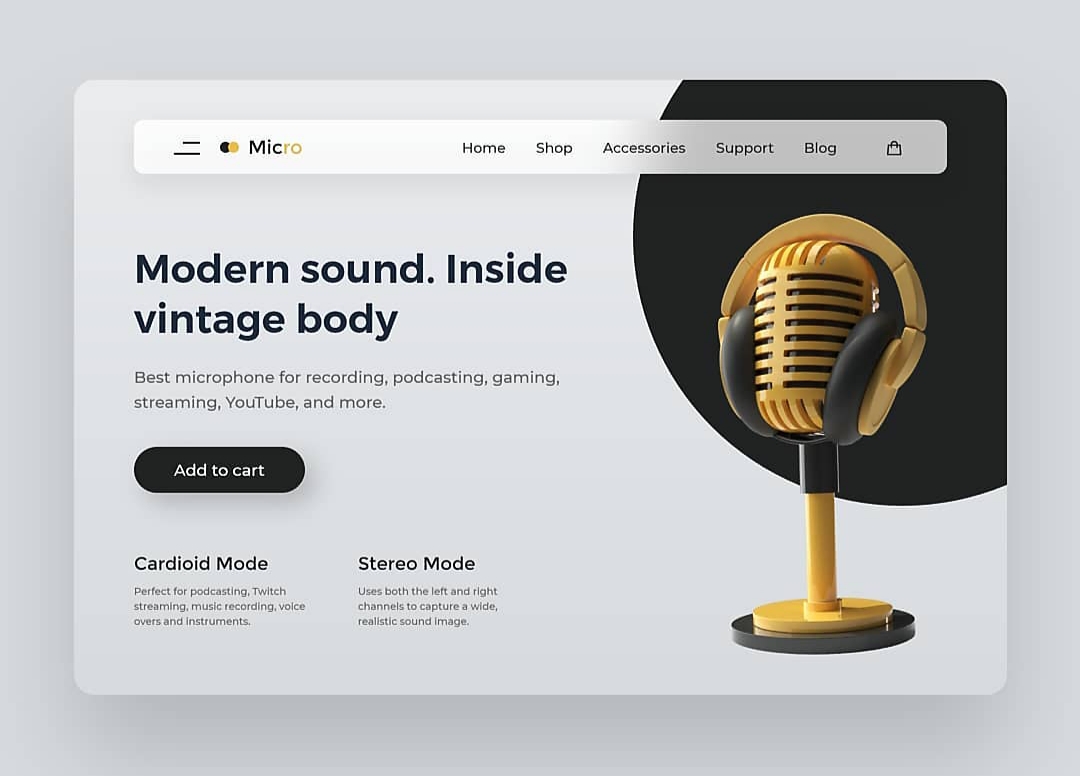 Micro
Home Shop Accessories Support Blog
Modern sound. Inside
vintage body
Best microphone for recording, podcasting, gaming,
streaming, YouTube, and more.
Add to cart
Cardioid Mode
Perfect for podcasting, Twitch
streaming, music recording, voice
overs and instruments.
Stereo Mode
Uses both the left and right
channels to capture a wide,
realistic sound image.